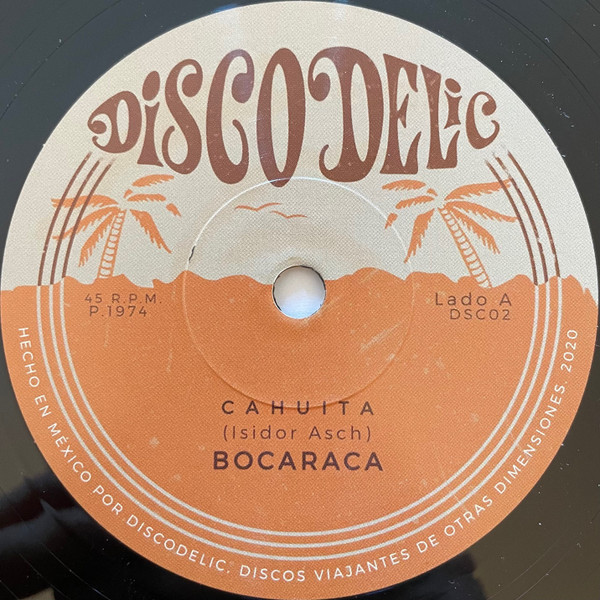 DiSCODELiC
45 R.P.M.
P.1974
Lado A
DSC02
CAHUITA
(Isidor Asch)
BOCARACA
HECHO EN MÉXICO POR DISCODELIC, DISCOS VIAJANTES DE OTRAS DIMENSIONES. 2020